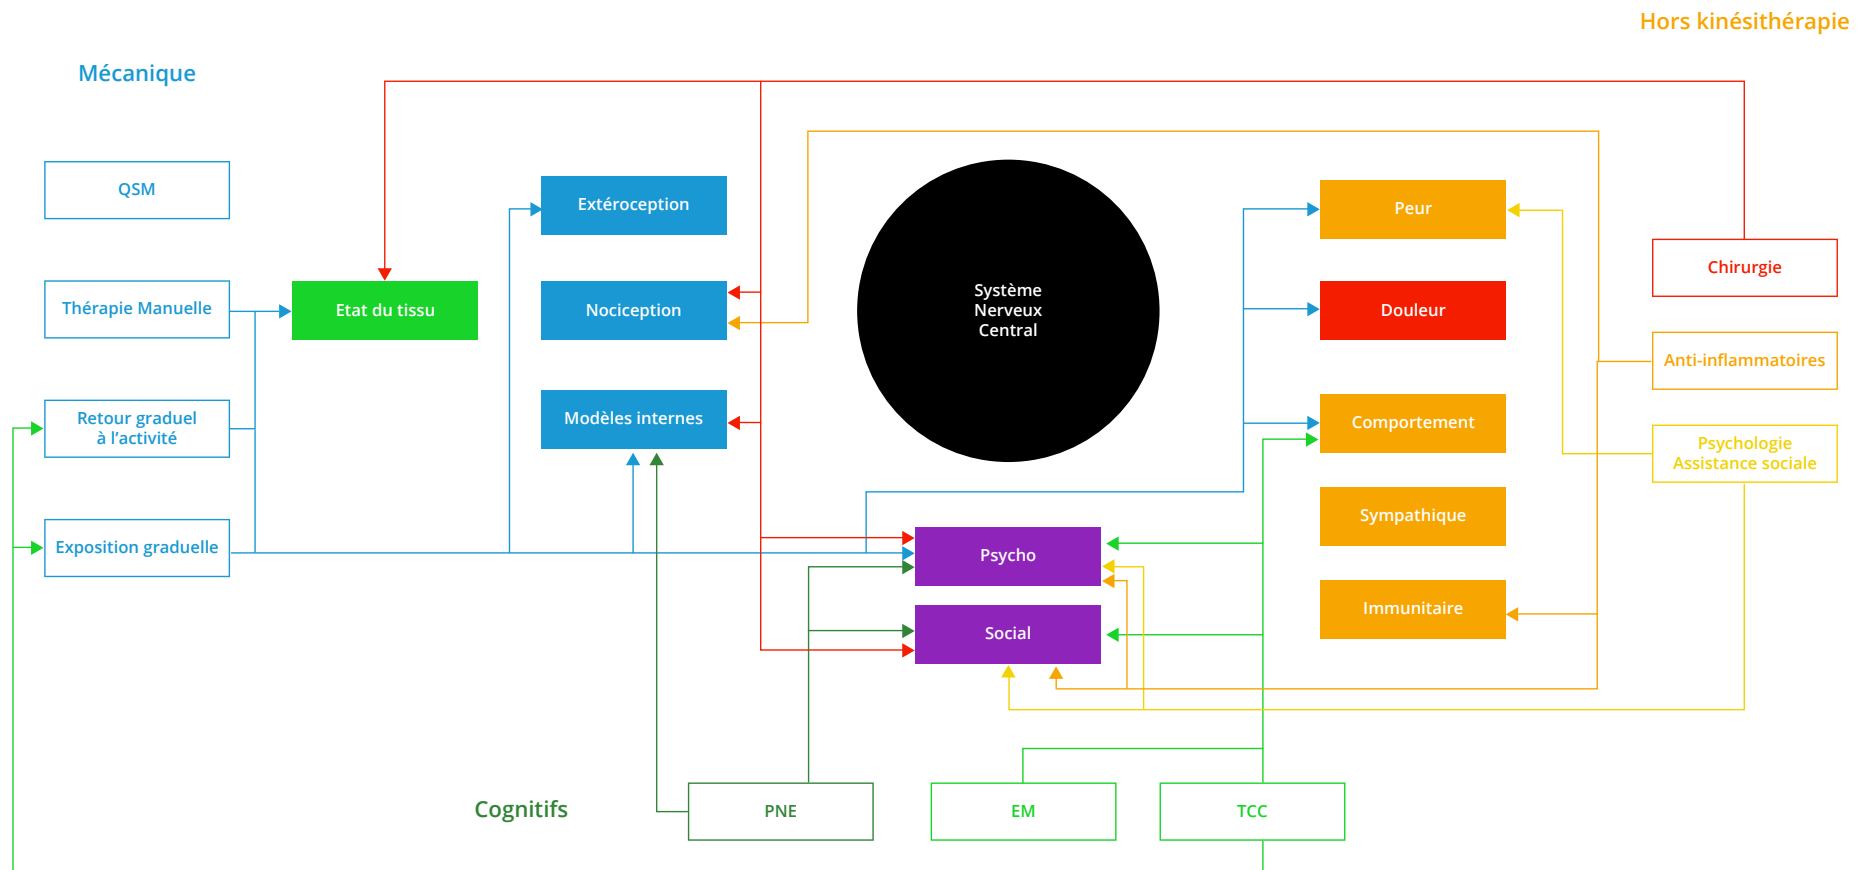 Hors kinésithérapie
Mécanique
QSM
Extéroception
Peur
Système
Nerveux
Central
Chirurgie
Thérapie Manuelle
Etat du tissu
Nociception
Douleur
Anti-inflammatoires
Retour graduel
à l’activité
Modèles internes
Comportement
Psychologie
Assistance sociale
Sympathique
Exposition graduelle
Psycho
Immunitaire
Social
Cognitifs
PNE
EM
TCC